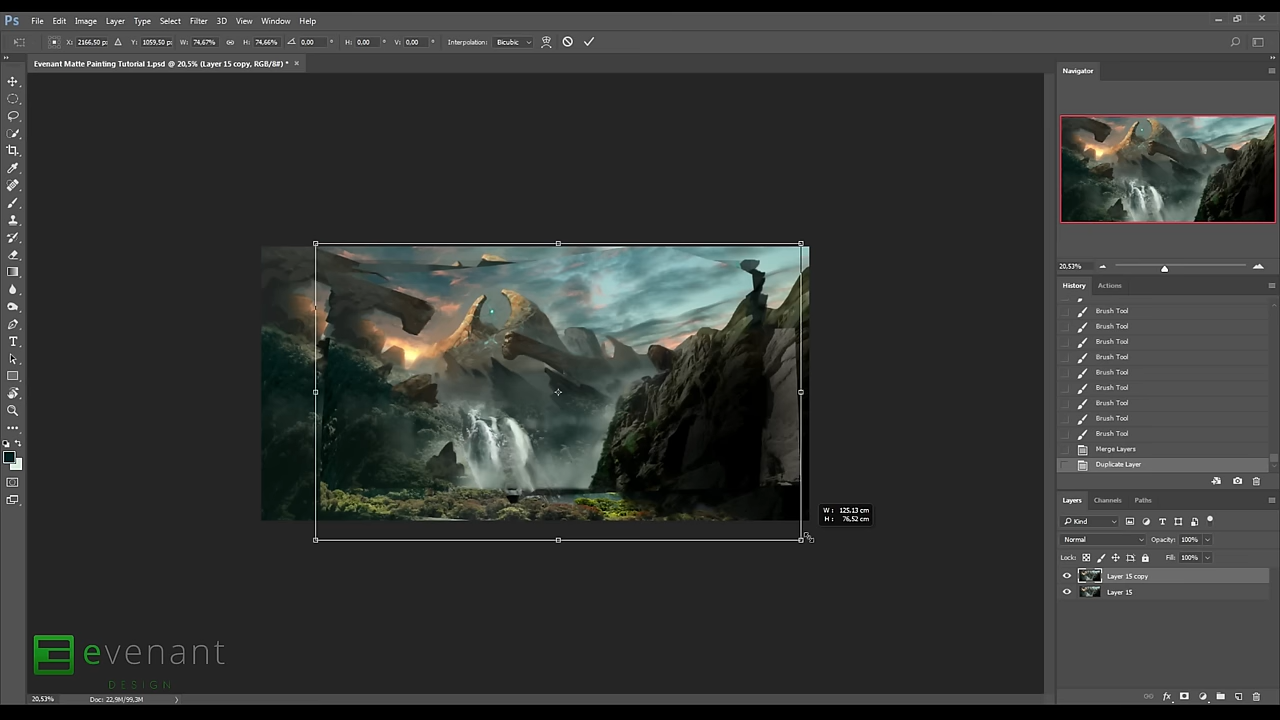 Ps File Edit Image Layer Type Select Filter 3D View Window Help
X: 2166,50 p: Y: 1059,50 p: W: 74,67% H: 74,66% 0,00 ° H: 0,00 ° V: 0,00 ° Interpolation: Bicubic
Evenant Matte Painting Tutorial 1.psd @ 20,5% (Layer 15 copy, RGB/8#) * ×
Navigator
20,53%
History Actions
Brush Tool
Brush Tool
Brush Tool
Brush Tool
Brush Tool
Brush Tool
Brush Tool
Brush Tool
Brush Tool
Merge Layers
Duplicate Layer
Layers Channels Paths
Kind
Normal Opacity: 100%
Lock: Fill: 100%
Layer 15 copy
Layer 15
W : 125,13 cm
H : 76,52 cm
evenant
DESIGN
20,53% Doc: 22,9M/99,3M